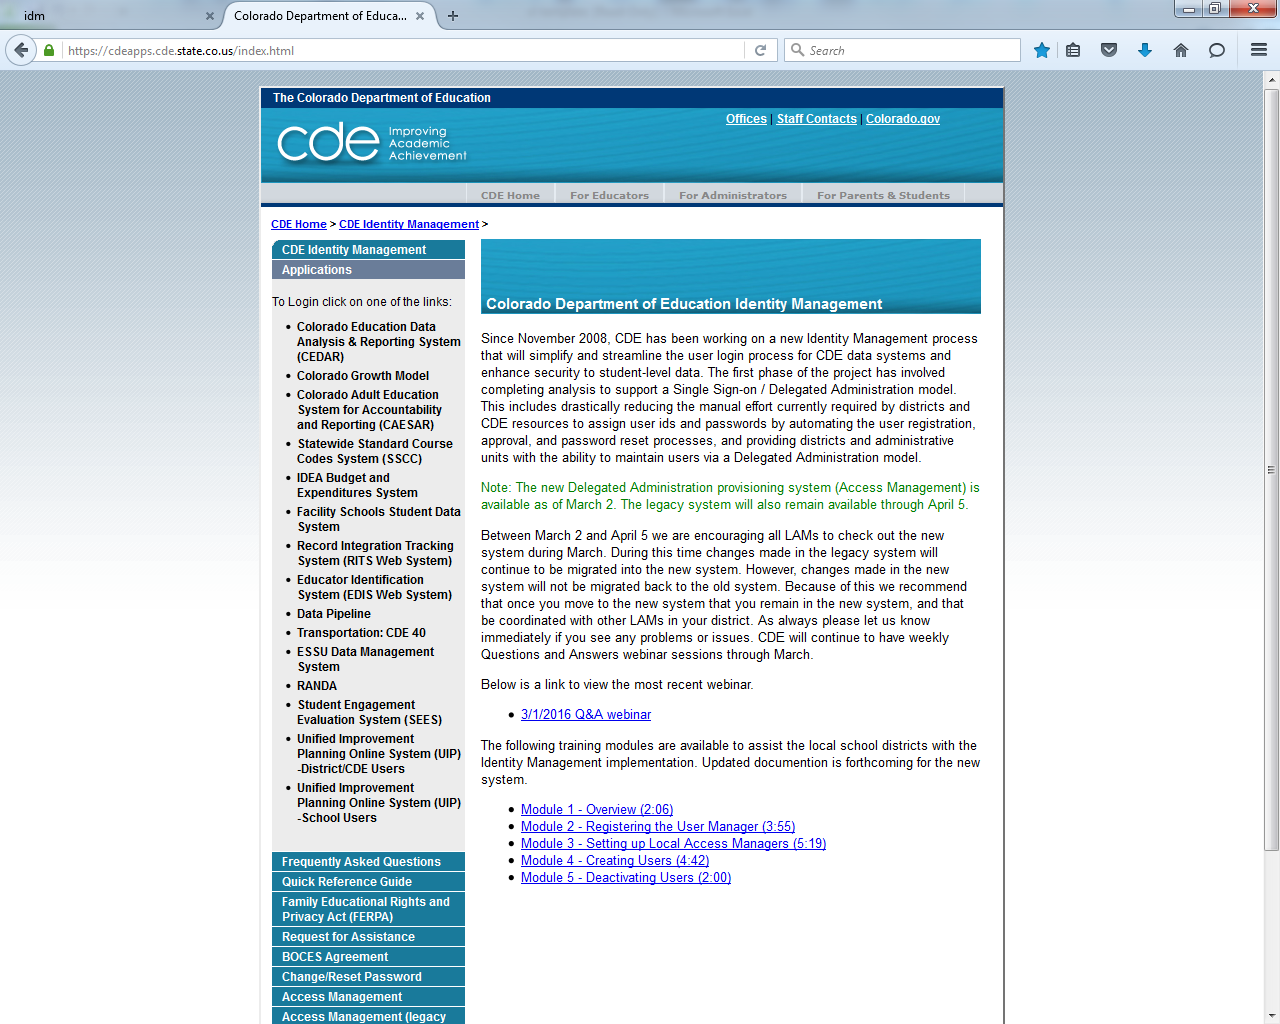 idm
Colorado Department of Educa...
https://cdeapps.cde.state.co.us/index.html
Search
The Colorado Department of Education
Offices | Staff Contacts | Colorado.gov
cde Improving
Academic
Achievement
CDE Home
For Educators
For Administrators
For Parents & Students
CDE Home > CDE Identity Management >
CDE Identity Management
Applications
To Login click on one of the links:
• Colorado Education Data
Analysis & Reporting System
(CEDAR)
• Colorado Growth Model
• Colorado Adult Education
System for Accountability
and Reporting (CAESAR)
• Statewide Standard Course
Codes System (SSCC)
• IDEA Budget and
Expenditures System
• Facility Schools Student Data
System
• Record Integration Tracking
System (RITS Web System)
• Educator Identification
System (EDIS Web System)
• Data Pipeline
• Transportation: CDE 40
• ESSU Data Management
System
• RANDA
• Student Engagement
Evaluation System (SEES)
• Unified Improvement
Planning Online System (UIP)
-District/CDE Users
• Unified Improvement
Planning Online System (UIP)
-School Users
Frequently Asked Questions
Quick Reference Guide
Family Educational Rights and
Privacy Act (FERPA)
Request for Assistance
BOCES Agreement
Change/Reset Password
Access Management
Access Management (legacy
Colorado Department of Education Identity Management
Since November 2008, CDE has been working on a new Identity Management process
that will simplify and streamline the user login process for CDE data systems and
enhance security to student-level data. The first phase of the project has involved
completing analysis to support a Single Sign-on / Delegated Administration model.
This includes drastically reducing the manual effort currently required by districts and
CDE resources to assign user ids and passwords by automating the user registration,
approval, and password reset processes, and providing districts and administrative
units with the ability to maintain users via a Delegated Administration model.
Note: The new Delegated Administration provisioning system (Access Management) is
available as of March 2. The legacy system will also remain available through April 5.
Between March 2 and April 5 we are encouraging all LAMs to check out the new
system during March. During this time changes made in the legacy system will
continue to be migrated into the new system. However, changes made in the new
system will not be migrated back to the old system. Because of this we recommend
that once you move to the new system that you remain in the new system, and that
be coordinated with other LAMs in your district. As always please let us know
immediately if you see any problems or issues. CDE will continue to have weekly
Questions and Answers webinar sessions through March.
Below is a link to view the most recent webinar.
• 3/1/2016 Q&A webinar
The following training modules are available to assist the local school districts with the
Identity Management implementation. Updated documention is forthcoming for the new
system.
• Module 1 - Overview (2:06)
• Module 2 - Registering the User Manager (3:55)
• Module 3 - Setting up Local Access Managers (5:19)
• Module 4 - Creating Users (4:42)
• Module 5 - Deactivating Users (2:00)